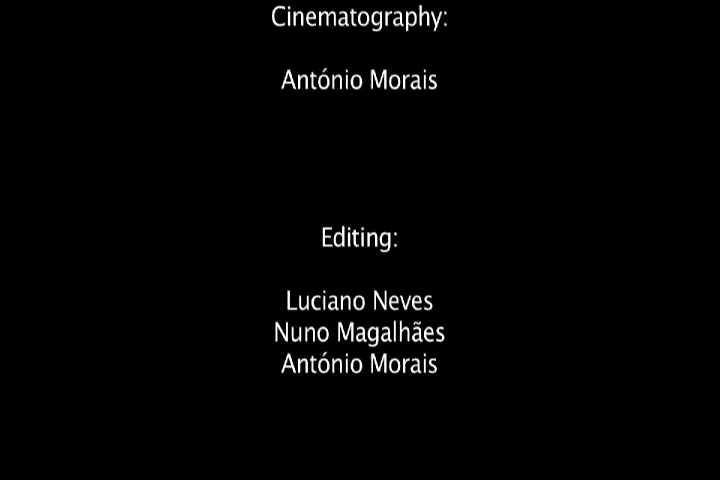 Cinematography:
António Morais
Editing:
Luciano Neves
Nuno Magalhães
António Morais